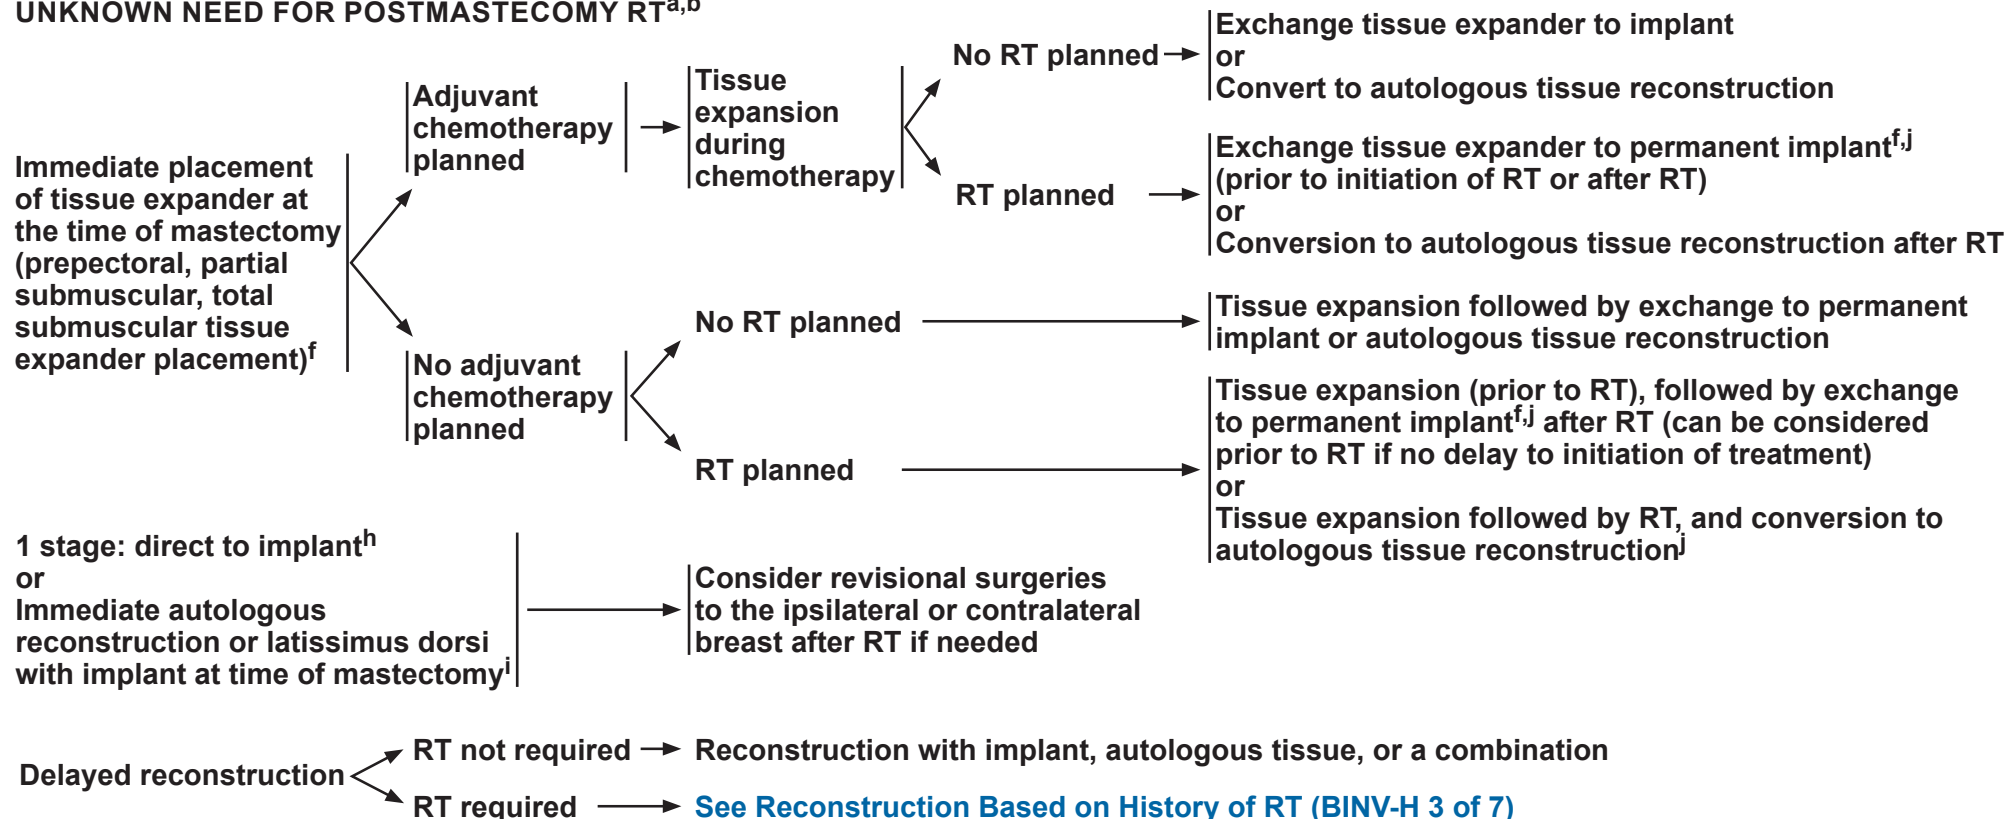 UNKNOWN NEED FOR POSTMASTECOMY RTa,b
Immediate placement
of tissue expander at
the time of mastectomy
(prepectoral, partial
submuscular, total
submuscular tissue
expander placement)f
Adjuvant
chemotherapy
planned
Tissue
expansion
during
chemotherapy
No RT planned
Exchange tissue expander to implant
or
Convert to autologous tissue reconstruction
RT planned
Exchange tissue expander to permanent implantf,j
(prior to initiation of RT or after RT)
or
Conversion to autologous tissue reconstruction after RT
No adjuvant
chemotherapy
planned
No RT planned
Tissue expansion followed by exchange to permanent
implant or autologous tissue reconstruction
RT planned
Tissue expansion (prior to RT), followed by exchange
to permanent implantf,j after RT (can be considered
prior to RT if no delay to initiation of treatment)
or
Tissue expansion followed by RT, and conversion to
autologous tissue reconstructionj
1 stage: direct to implanth
or
Immediate autologous
reconstruction or latissimus dorsi
with implant at time of mastectomyi
Consider revisional surgeries
to the ipsilateral or contralateral
breast after RT if needed
Delayed reconstruction
RT not required
Reconstruction with implant, autologous tissue, or a combination
RT required
See Reconstruction Based on History of RT (BINV-H 3 of 7)